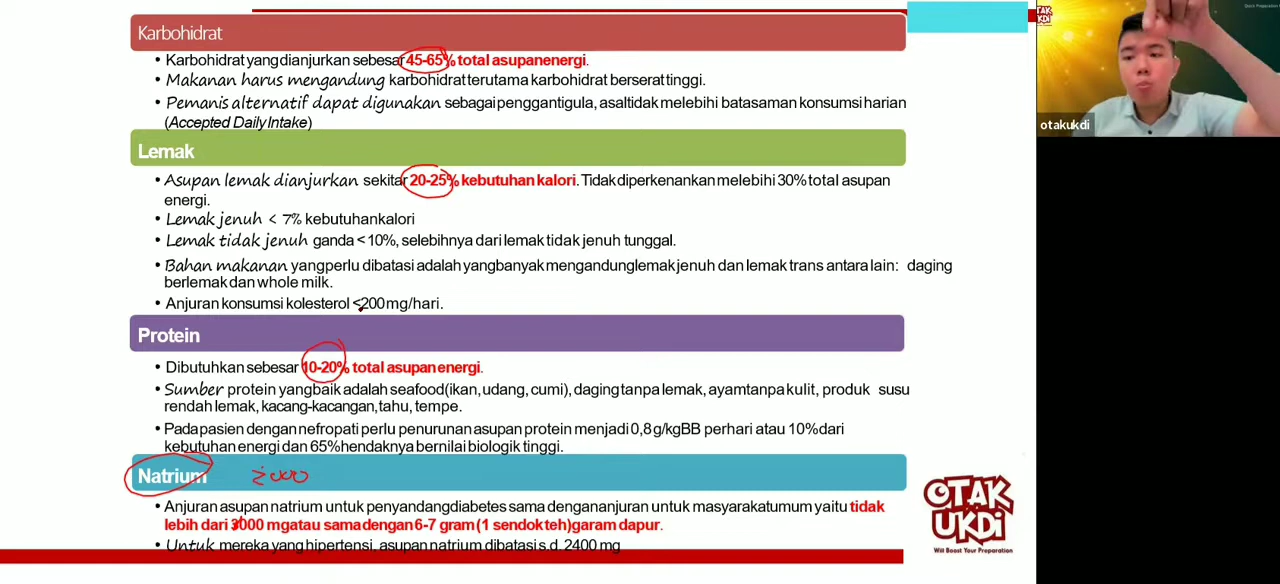 Karbohidrat
• Karbohidrat yang dianjurkan sebesar 45-65% total asupan energi.
• Makanan harus mengandung karbohidrat terutama karbohidrat berserat tinggi.
• Pemanis alternatif dapat digunakan sebagai pengganti gula, asal tidak melebihi batasaman konsumsi harian
(Accepted Daily Intake)
Lemak
• Asupan lemak dianjurkan sekitar 20-25% kebutuhan kalori. Tidak diperkenankan melebihi 30% total asupan
energi.
• Lemak jenuh < 7% kebutuhan kalori
• Lemak tidak jenuh ganda < 10%, selebihnya dari lemak tidak jenuh tunggal.
• Bahan makanan yang perlu dibatasi adalah yang banyak mengandung lemak jenuh dan lemak trans antara lain: daging
berlemak dan whole milk.
• Anjuran konsumsi kolesterol <200 mg/hari.
Protein
• Dibutuhkan sebesar 10-20% total asupan energi.
• Sumber protein yang baik adalah seafood (ikan, udang, cumi), daging tanpa lemak, ayam tanpa kulit, produk susu
rendah lemak, kacang-kacangan, tahu, tempe.
• Pada pasien dengan nefropati perlu penurunan asupan protein menjadi 0,8 g/kgBB perhari atau 10% dari
kebutuhan energi dan 65% hendaknya bernilai biologik tinggi.
Natrium
• Anjuran asupan natrium untuk penyandang diabetes sama dengan anjuran untuk masyarakat umum yaitu tidak
lebih dari 3000 mg atau sama dengan 6-7 gram (1 sendok teh) garam dapur.
• Untuk mereka yang hipertensi, asupan natrium dibatasi s.d. 2400 mg
OTAK UKDI
otakukdi
OTAK
UKDI
Will Boost Your Preparation